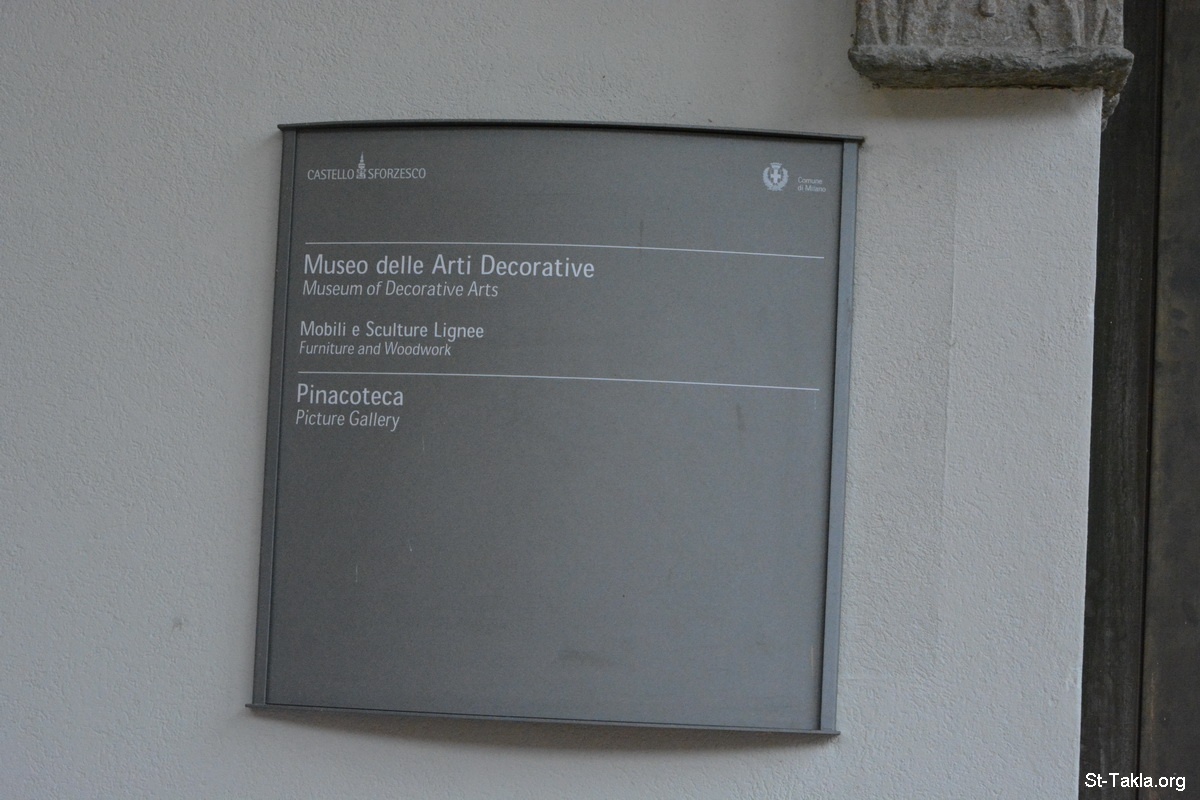 CASTELLO SFORZESCO
Comune
di Milano
Museo delle Arti Decorative
Museum of Decorative Arts
Mobili e Sculture Lignee
Furniture and Woodwork
Pinacoteca
Picture Gallery
St-Takla.org